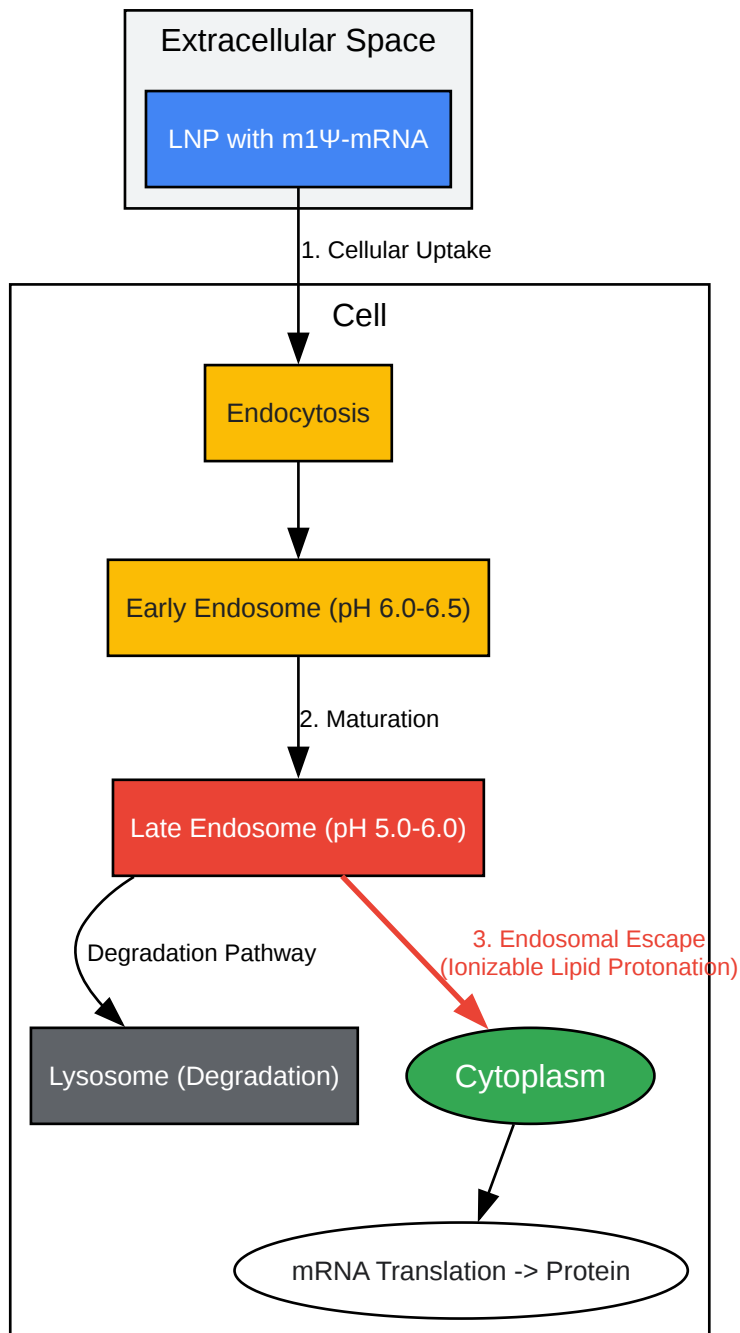 Extracellular Space
LNP with m1Ψ-mRNA
1. Cellular Uptake
Cell
Endocytosis
Early Endosome (pH 6.0-6.5)
2. Maturation
Late Endosome (pH 5.0-6.0)
Degradation Pathway
3. Endosomal Escape
(Ionizable Lipid Protonation)
Lysosome (Degradation)
Cytoplasm
mRNA Translation -> Protein